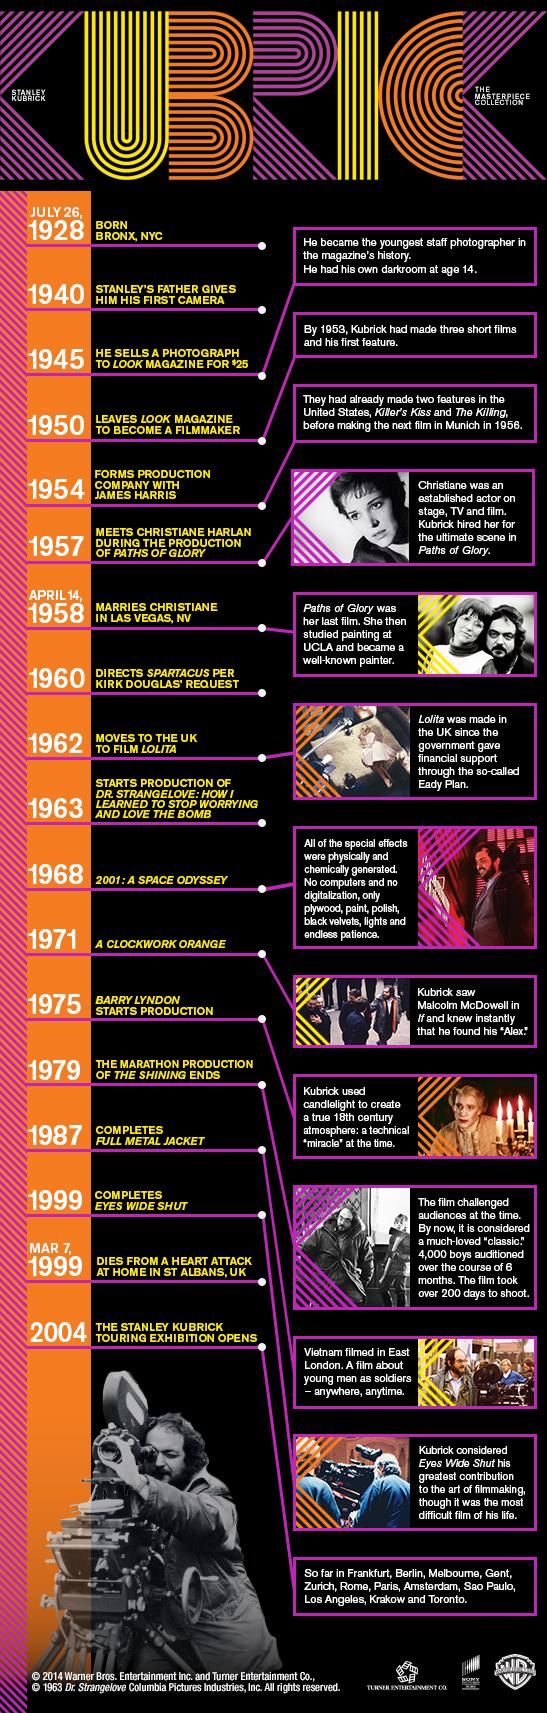 KUBRICK
STANLEY
KUBRICK
THE
MASTERPIECE
COLLECTION
JULY 26,
1928
BORN
BRONX, NYC
1940
STANLEY'S FATHER GIVES
HIM HIS FIRST CAMERA
1945
HE SELLS A PHOTOGRAPH
TO LOOK MAGAZINE FOR $25
He became the youngest staff photographer in
the magazine's history.
He had his own darkroom at age 14.
1950
LEAVES LOOK MAGAZINE
TO BECOME A FILMMAKER
By 1953, Kubrick had made three short films
and his first feature.
1954
FORMS PRODUCTION
COMPANY WITH
JAMES HARRIS
They had already made two features in the
United States, Killer's Kiss and The Killing,
before making the next film in Munich in 1956.
1957
MEETS CHRISTIANE HARLAN
DURING THE PRODUCTION
OF PATHS OF GLORY
Christiane was an
established actor on
stage, TV and film.
Kubrick hired her for
the ultimate scene in
Paths of Glory.
APRIL 14,
1958
MARRIES CHRISTIANE
IN LAS VEGAS, NV
Paths of Glory was
her last film. She then
studied painting at
UCLA and became a
well-known painter.
1960
DIRECTS SPARTACUS PER
KIRK DOUGLAS' REQUEST
1962
MOVES TO THE UK
TO FILM LOLITA
Lolita was made in
the UK since the
government gave
financial support
through the so-called
Eady Plan.
1963
STARTS PRODUCTION OF
DR. STRANGELOVE: HOW I
LEARNED TO STOP WORRYING
AND LOVE THE BOMB
1968
2001: A SPACE ODYSSEY
All of the special effects
were physically and
chemically generated.
No computers and no
digitalization, only
plywood, paint, polish,
black velvets, lights and
endless patience.
1971
A CLOCKWORK ORANGE
Kubrick saw
Malcolm McDowell in
If and knew instantly
that he found his "Alex."
1975
BARRY LYNDON
STARTS PRODUCTION
Kubrick used
candlelight to create
a true 18th century
atmosphere: a technical
"miracle" at the time.
1979
THE MARATHON PRODUCTION
OF THE SHINING ENDS
The film challenged
audiences at the time.
By now, it is considered
a much-loved "classic."
4,000 boys auditioned
over the course of 6
months. The film took
over 200 days to shoot.
1987
COMPLETES
FULL METAL JACKET
Vietnam filmed in East
London. A film about
young men as soldiers
– anywhere, anytime.
1999
COMPLETES
EYES WIDE SHUT
Kubrick considered
Eyes Wide Shut his
greatest contribution
to the art of filmmaking,
though it was the most
difficult film of his life.
MAR 7,
1999
DIES FROM A HEART ATTACK
AT HOME IN ST ALBANS, UK
2004
THE STANLEY KUBRICK
TOURING EXHIBITION OPENS
So far in Frankfurt, Berlin, Melbourne, Gent,
Zurich, Rome, Paris, Amsterdam, Sao Paulo,
Los Angeles, Krakow and Toronto.
© 2014 Warner Bros. Entertainment Inc. and Turner Entertainment Co.,
© 1963 Dr. Strangelove Columbia Pictures Industries, Inc. All rights reserved.
TURNER ENTERTAINMENT CO.
SONY
WB